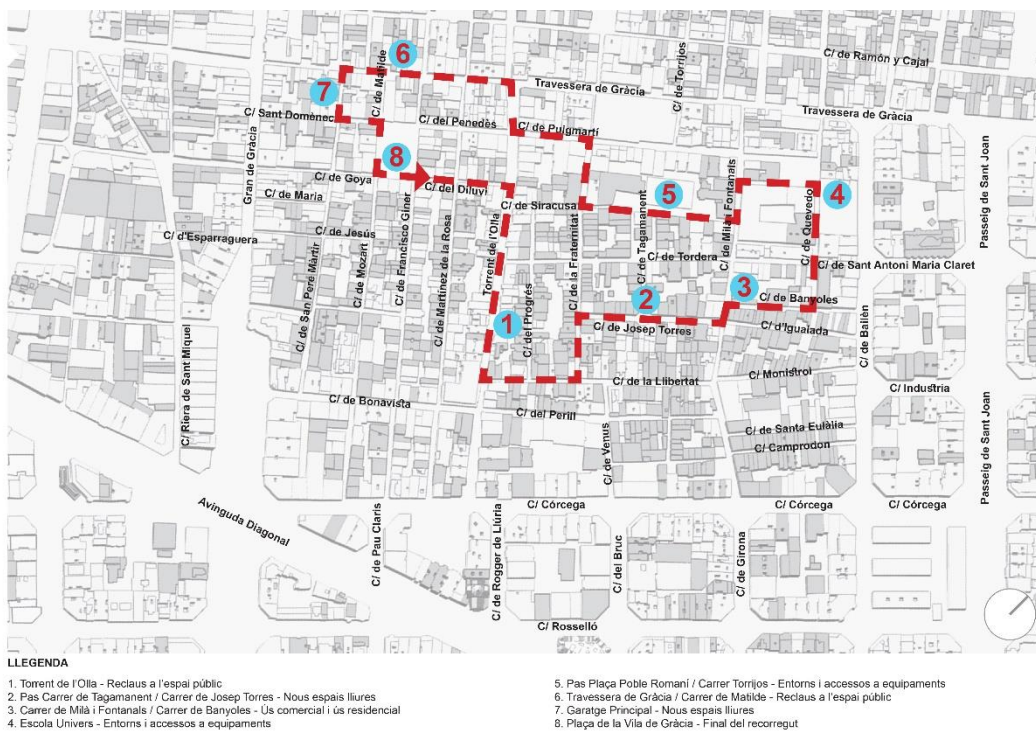 6
C/ de Matilde
C/ de Torrijos
C/ de Ramón y Cajal
7
Travessera de Gràcia
Travessera de Gràcia
C/ Sant Domènec
C/ del Penedès
C/ de Puigmartí
Gran de Gràcia
8
C/ de Goya
C/ del Diluvi
C/ de Maria
C/ de Siracusa
5
C/ de Milà i Fontanals
4
C/ de Quevedo
Passeig de Sant Joan
C/ d'Esparraguera
C/ de Jesús
C/ de Francisco Giner
C/ de Martínez de la Rosa
Torrent de l'Olla
C/ de la Fraternitat
C/ de Tagamanent
C/ de Tordera
C/ de Sant Antoni Maria Claret
C/ de San Pere Màrtir
C/ de Mozart
1
C/ del Progrés
2
3
C/ de Banyoles
C/ de Josep Torres
C/ d'Igualada
C/ de Bailèn
C/ Riera de Sant Miquel
C/ de la Llibertat
C/ Monistrol
C/ Industria
C/ de Bonavista
C/ del Perill
C/ de Venus
C/ de Santa Eulàlia
C/ Camprodon
Passeig de Sant Joan
Avinguda Diagonal
C/ Córcega
C/ Córcega
C/ Córcega
C/ de Pau Claris
C/ de Rogger de Llúria
C/ del Bruc
C/ de Girona
C/ Rosselló
LLEGENDA
1. Torrent de l'Olla - Reclaus a l'espai públic
2. Pas Carrer de Tagamanent / Carrer de Josep Torres - Nous espais lliures
3. Carrer de Milà i Fontanals / Carrer de Banyoles - Ús comercial i ús residencial
4. Escola Univers - Entorns i accessos a equipaments
5. Pas Plaça Poble Romaní / Carrer Torrijos - Entorns i accessos a equipaments
6. Travessera de Gràcia / Carrer de Matilde - Reclaus a l'espai públic
7. Garatge Principal - Nous espais lliures
8. Plaça de la Vila de Gràcia - Final del recorregut